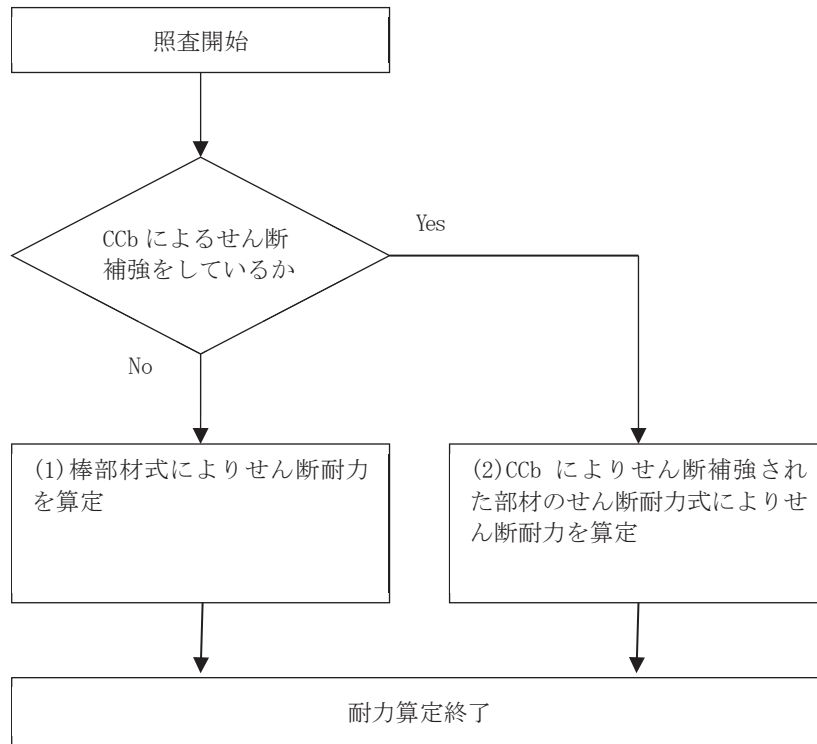 照査開始
CCb によるせん断
補強をしているか
Yes
No
(1)棒部材式によりせん断耐力
を算定
(2)CCb によりせん断補強され
た部材のせん断耐力式によりせ
ん断耐力を算定
耐力算定終了